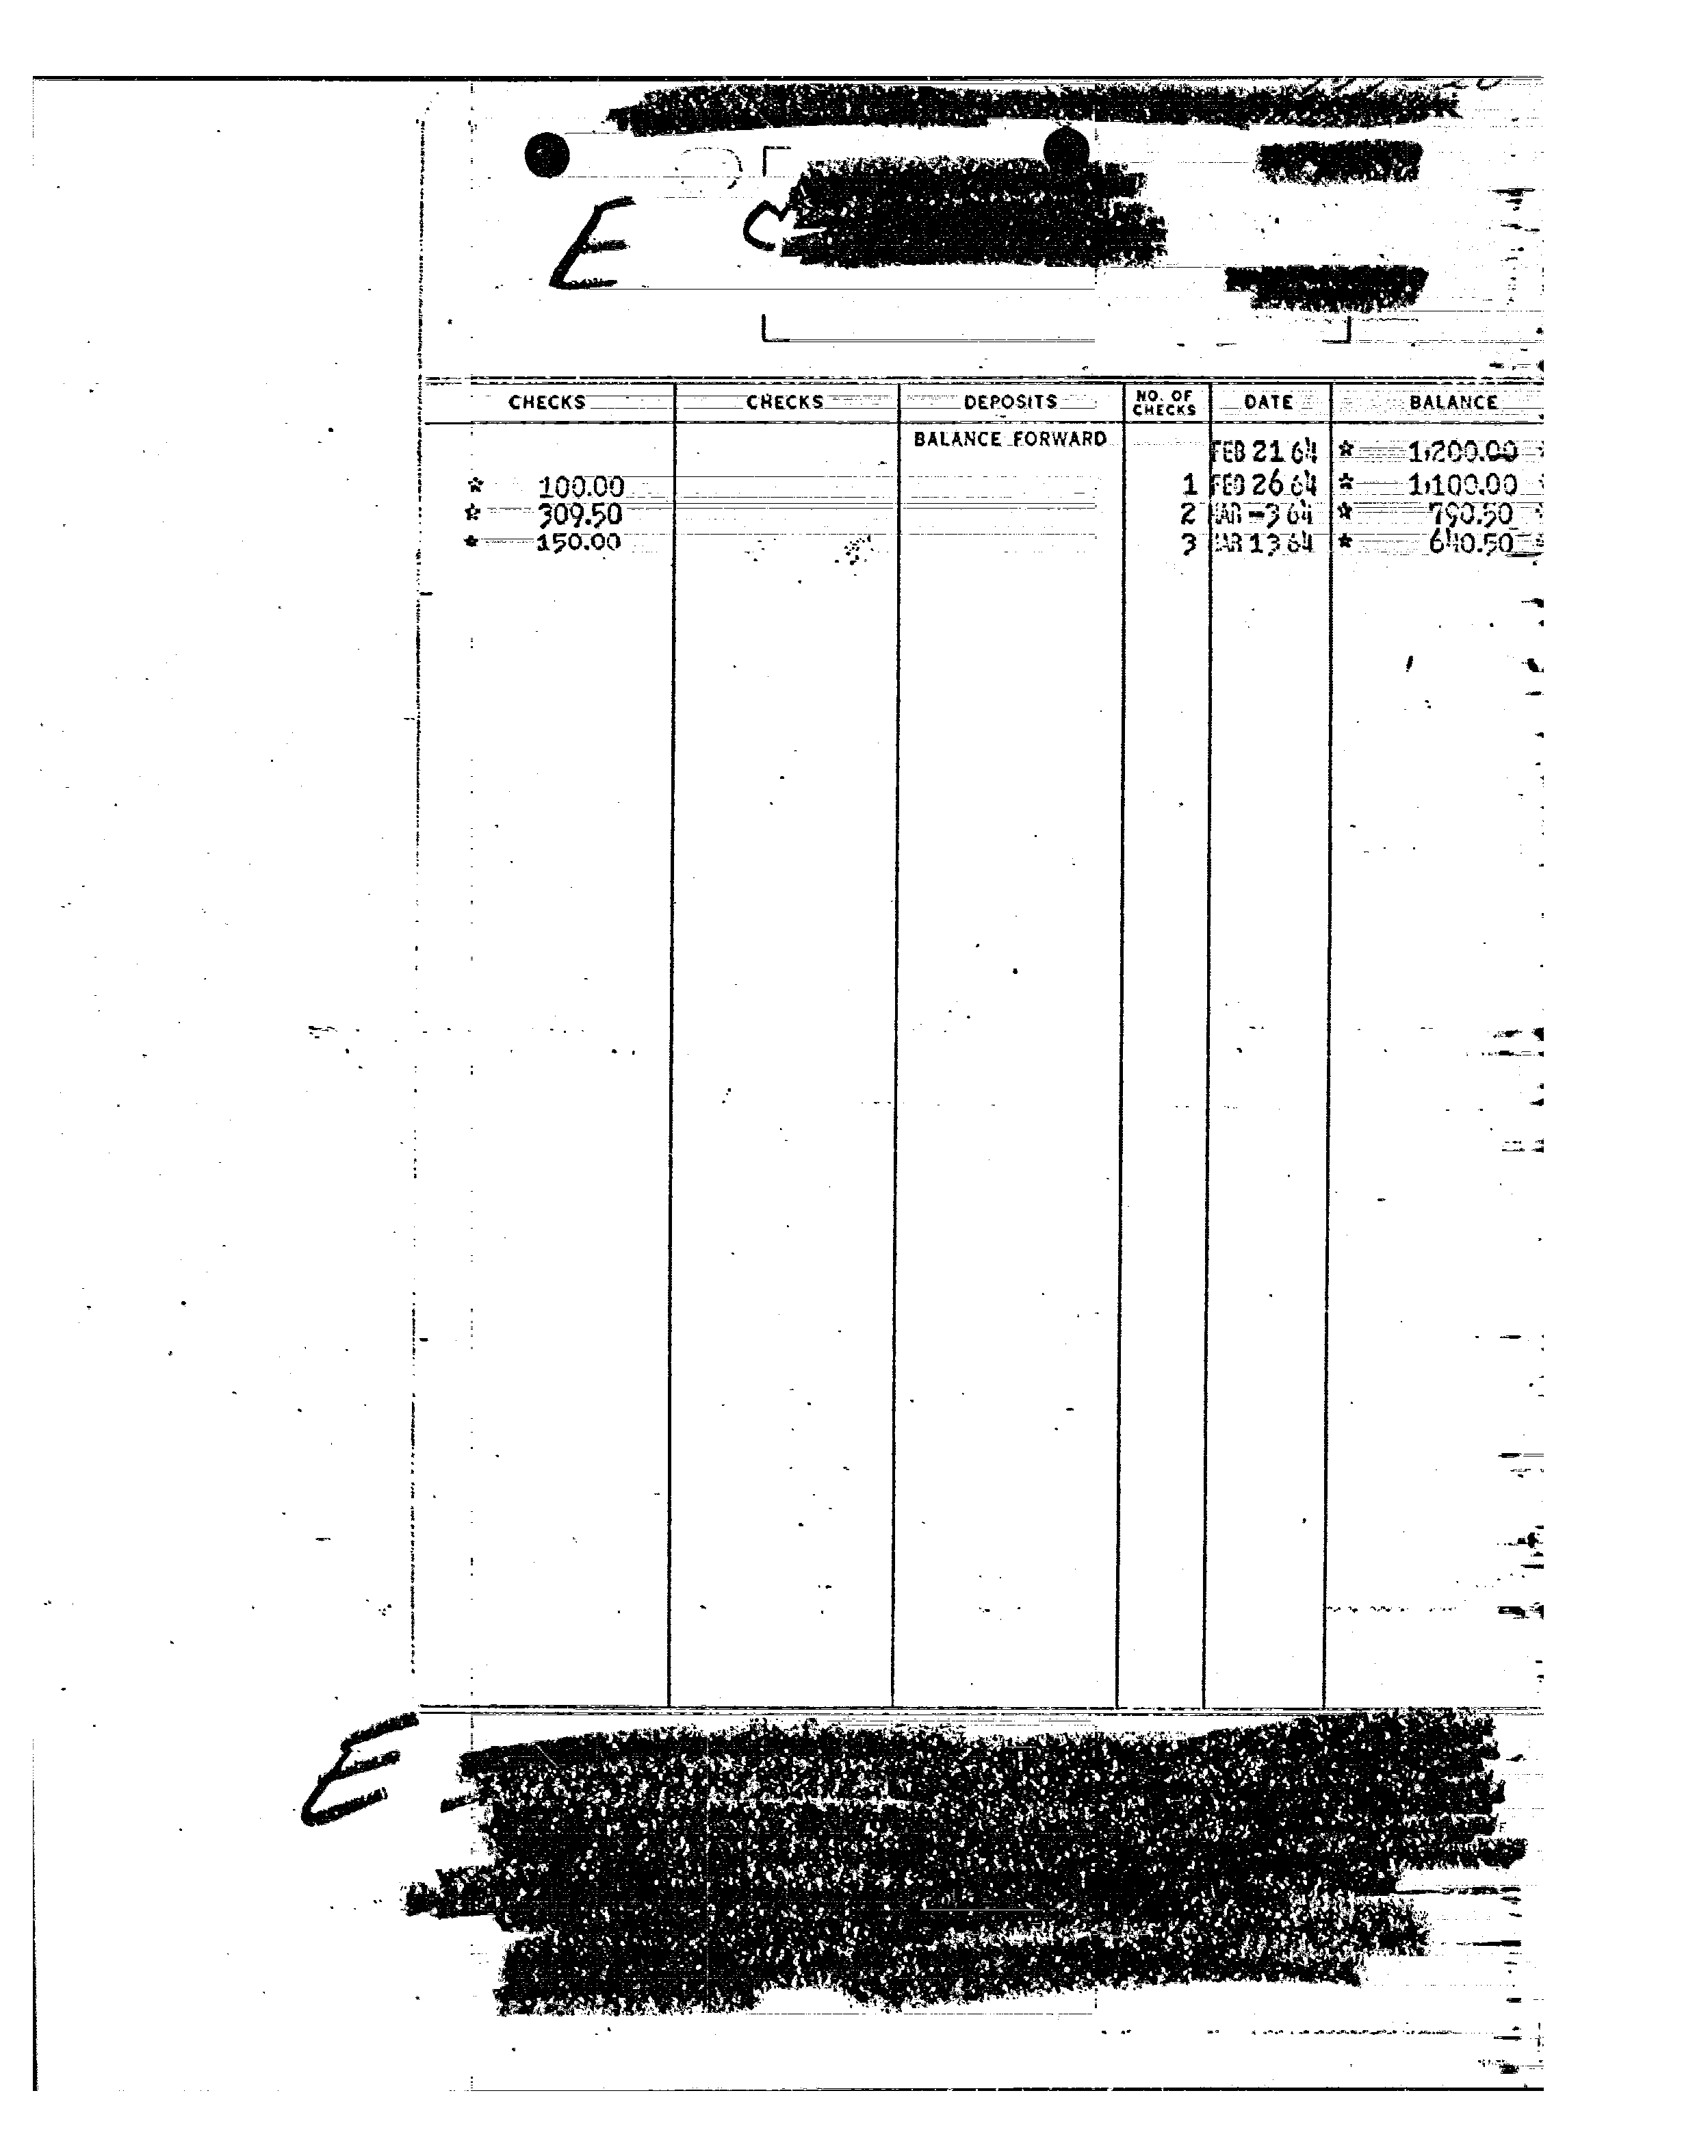 E
CHECKS CHECKS DEPOSITS NO. OF CHECKS DATE BALANCE
BALANCE FORWARD FEB 21 64 * 1,200.00
* 100.00 1 FEB 26 64 * 1,100.00
* 309.50 2 MAR -3 64 * 790.50
* 150.00 3 MAR 13 64 * 640.50
E